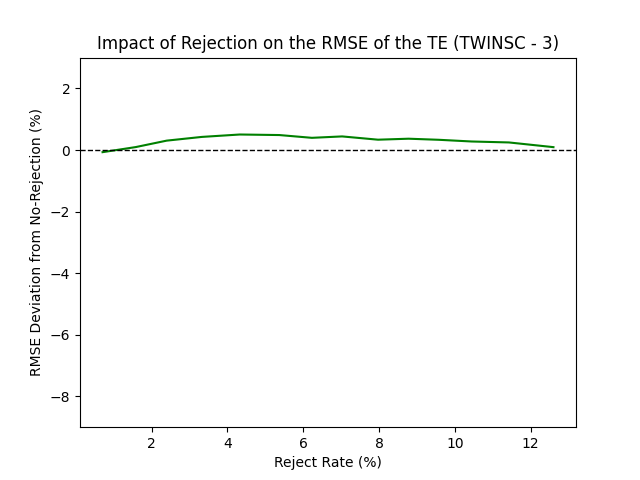 Impact of Rejection on the RMSE of the TE (TWINSC - 3)
RMSE Deviation from No-Rejection (%)
2
0
−2
−4
−6
−8
2 4 6 8 10 12
Reject Rate (%)